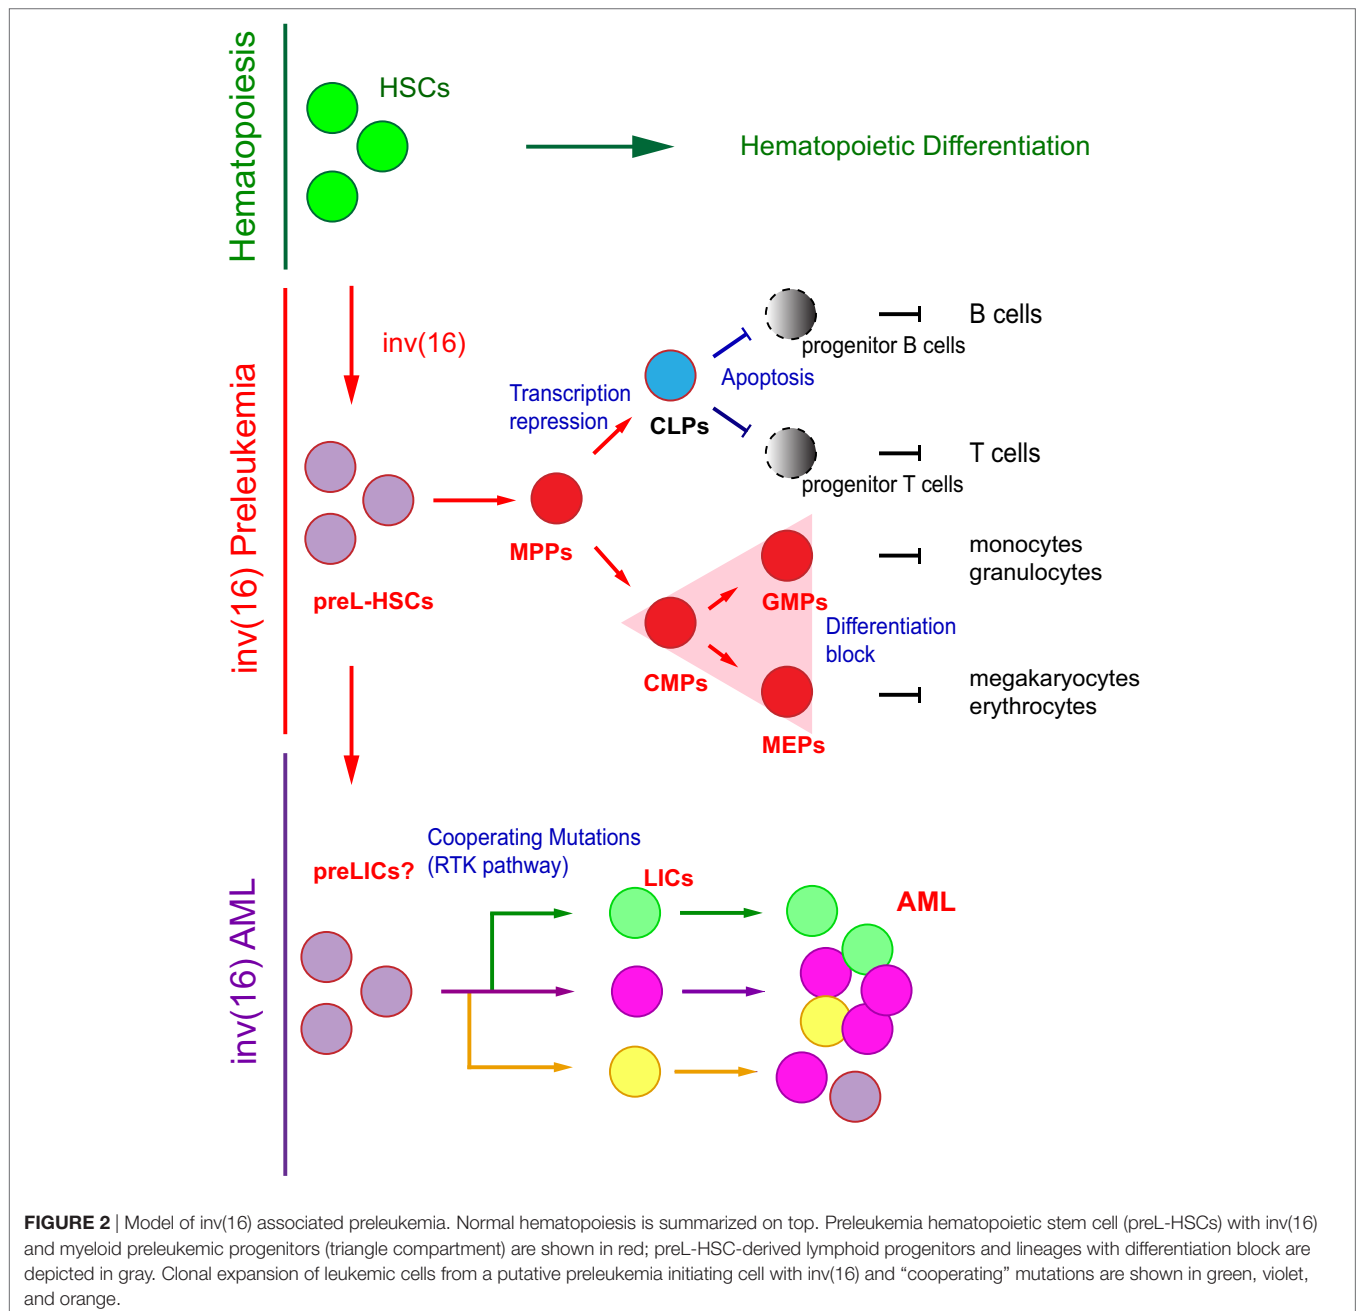 Hematopoiesis
HSCs
Hematopoietic Differentiation
inv(16) Preleukemia
inv(16)
preL-HSCs
MPPs
Transcription
repression
CLPs
Apoptosis
progenitor B cells
B cells
progenitor T cells
T cells
CMPs
GMPs
MEPs
Differentiation
block
monocytes
granulocytes
megakaryocytes
erythrocytes
inv(16) AML
preLICs?
Cooperating Mutations
(RTK pathway)
LICs
AML
FIGURE 2 | Model of inv(16) associated preleukemia. Normal hematopoiesis is summarized on top. Preleukemia hematopoietic stem cell (preL-HSCs) with inv(16)
and myeloid preleukemic progenitors (triangle compartment) are shown in red; preL-HSC-derived lymphoid progenitors and lineages with differentiation block are
depicted in gray. Clonal expansion of leukemic cells from a putative preleukemia initiating cell with inv(16) and “cooperating” mutations are shown in green, violet,
and orange.